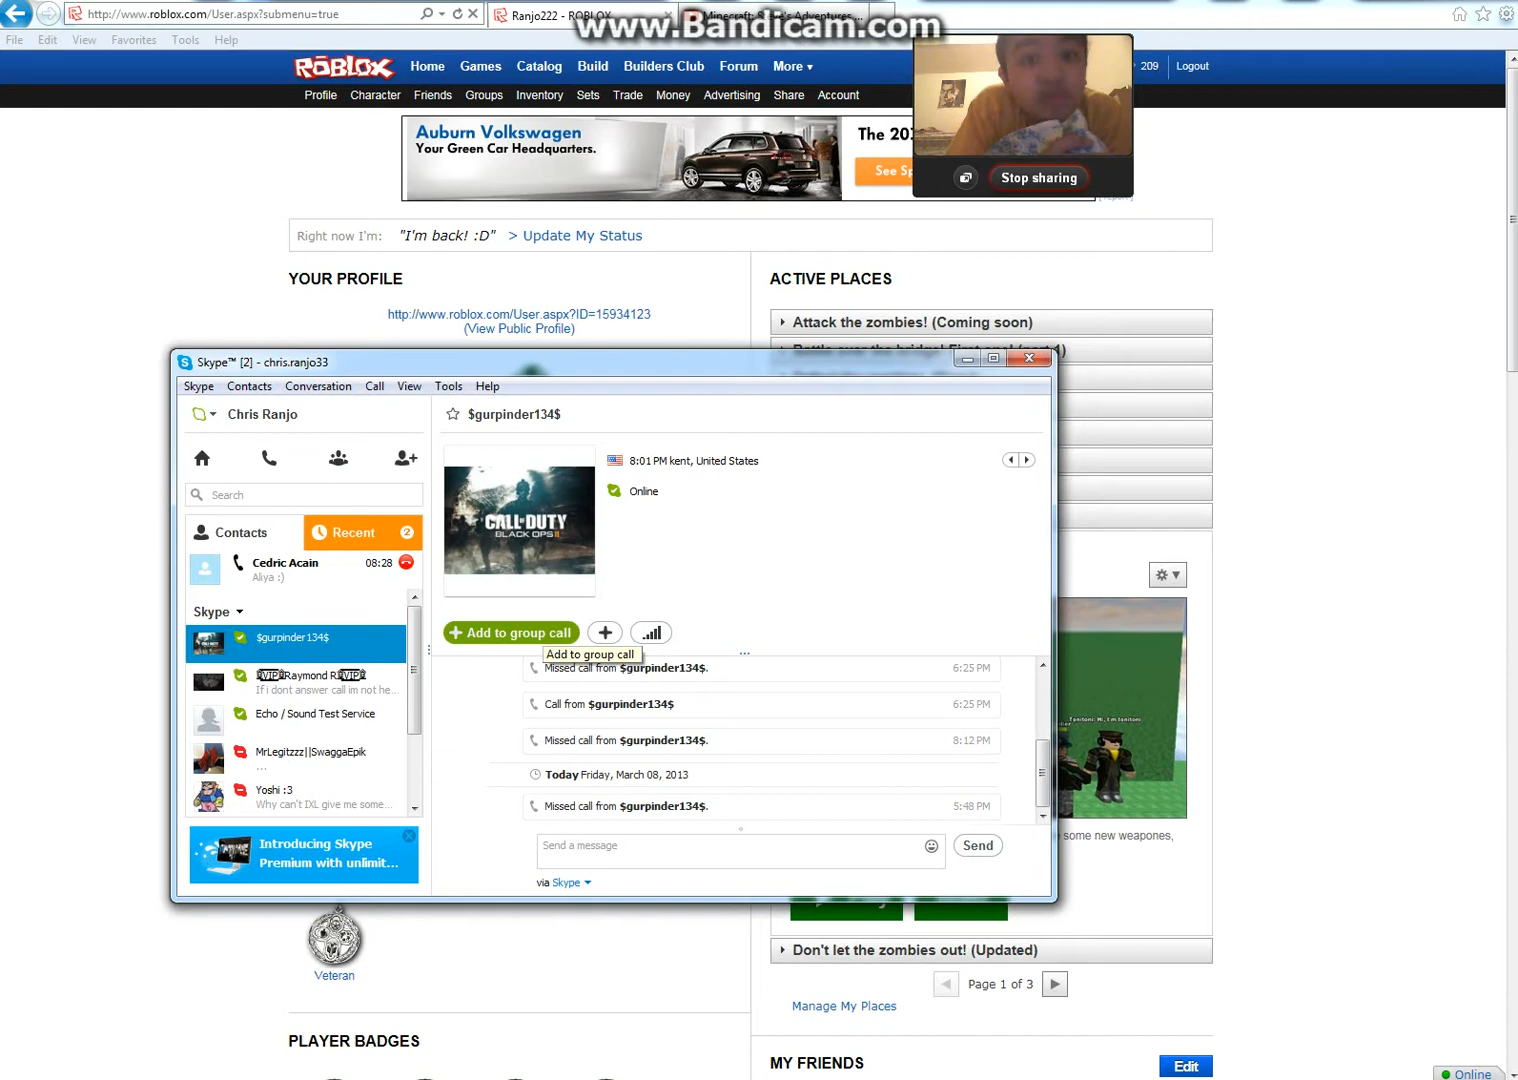 http://www.roblox.com/User.aspx?submenu=true
Ranjo222 - ROBLOX
Minecraft: Steve's Adventures ...
www.Bandicam.com
File Edit View Favorites Tools Help
ROBLOX Home Games Catalog Build Builders Club Forum More 209 Logout
Profile Character Friends Groups Inventory Sets Trade Money Advertising Share Account
Auburn Volkswagen
Your Green Car Headquarters.
The 20
See Sp
Stop sharing
Right now I'm: "I'm back! :D" > Update My Status
YOUR PROFILE
http://www.roblox.com/User.aspx?ID=15934123
(View Public Profile)
ACTIVE PLACES
Attack the zombies! (Coming soon)
Skype™ [2] - chris.ranjo33
Skype Contacts Conversation Call View Tools Help
Chris Ranjo
Search
Contacts
Recent 2
Cedric Acain 08:28
Aliya :)
Skype
$gurpinder134$
VIP Raymond R VIP
If i dont answer call im not he...
Echo / Sound Test Service
MrLegitzzz||SwaggaEpik
...
Yoshi :3
Why can't IXL give me some...
Introducing Skype
Premium with unlimit...
$gurpinder134$
CALL OF DUTY
BLACK OPS II
8:01 PM kent, United States
Online
Add to group call
Add to group call
Missed call from $gurpinder134$. 6:25 PM
Call from $gurpinder134$ 6:25 PM
Missed call from $gurpinder134$. 8:12 PM
Today Friday, March 08, 2013
Missed call from $gurpinder134$. 5:48 PM
Send a message
Send
via Skype
Tonitoni: Hi, I'm tonitoni
some new weapones,
Don't let the zombies out! (Updated)
Page 1 of 3
Manage My Places
Veteran
PLAYER BADGES
MY FRIENDS
Edit
Online